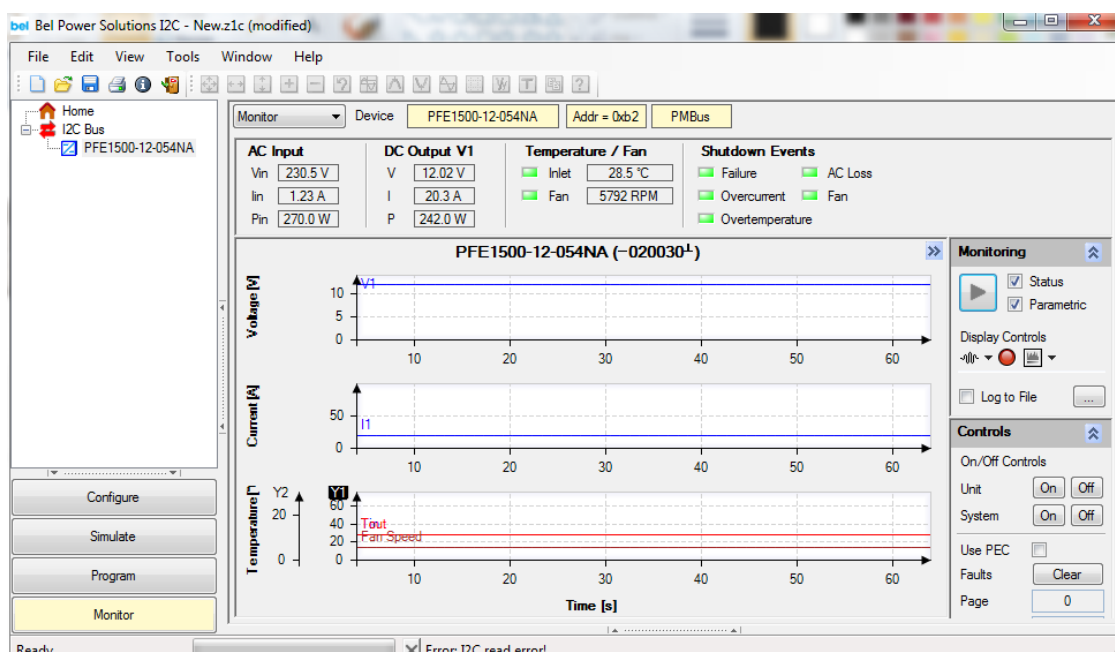 bel Bel Power Solutions I2C - New.z1c (modified)
File Edit View Tools Window Help
Home
I2C Bus
PFE1500-12-054NA
Monitor Device PFE1500-12-054NA Addr = 0xb2 PMBus
AC Input DC Output V1 Temperature / Fan Shutdown Events
Vin 230.5 V V 12.02 V Inlet 28.5 °C Failure AC Loss
Iin 1.23 A I 20.3 A Fan 5792 RPM Overcurrent Fan
Pin 270.0 W P 242.0 W Overtemperature
PFE1500-12-054NA (–020030┴)
Voltage [V]
V1
10
5
0
10 20 30 40 50 60
Current [A]
50
I1
0
10 20 30 40 50 60
Temperature [
Y2 Y1
60
20 40
20
0 0
Fan Speed
10 20 30 40 50 60
Time [s]
Monitoring
Status
Parametric
Display Controls
Log to File ...
Controls
On/Off Controls
Unit On Off
System On Off
Use PEC
Faults Clear
Page 0
Configure
Simulate
Program
Monitor
Ready Error: I2C read error!